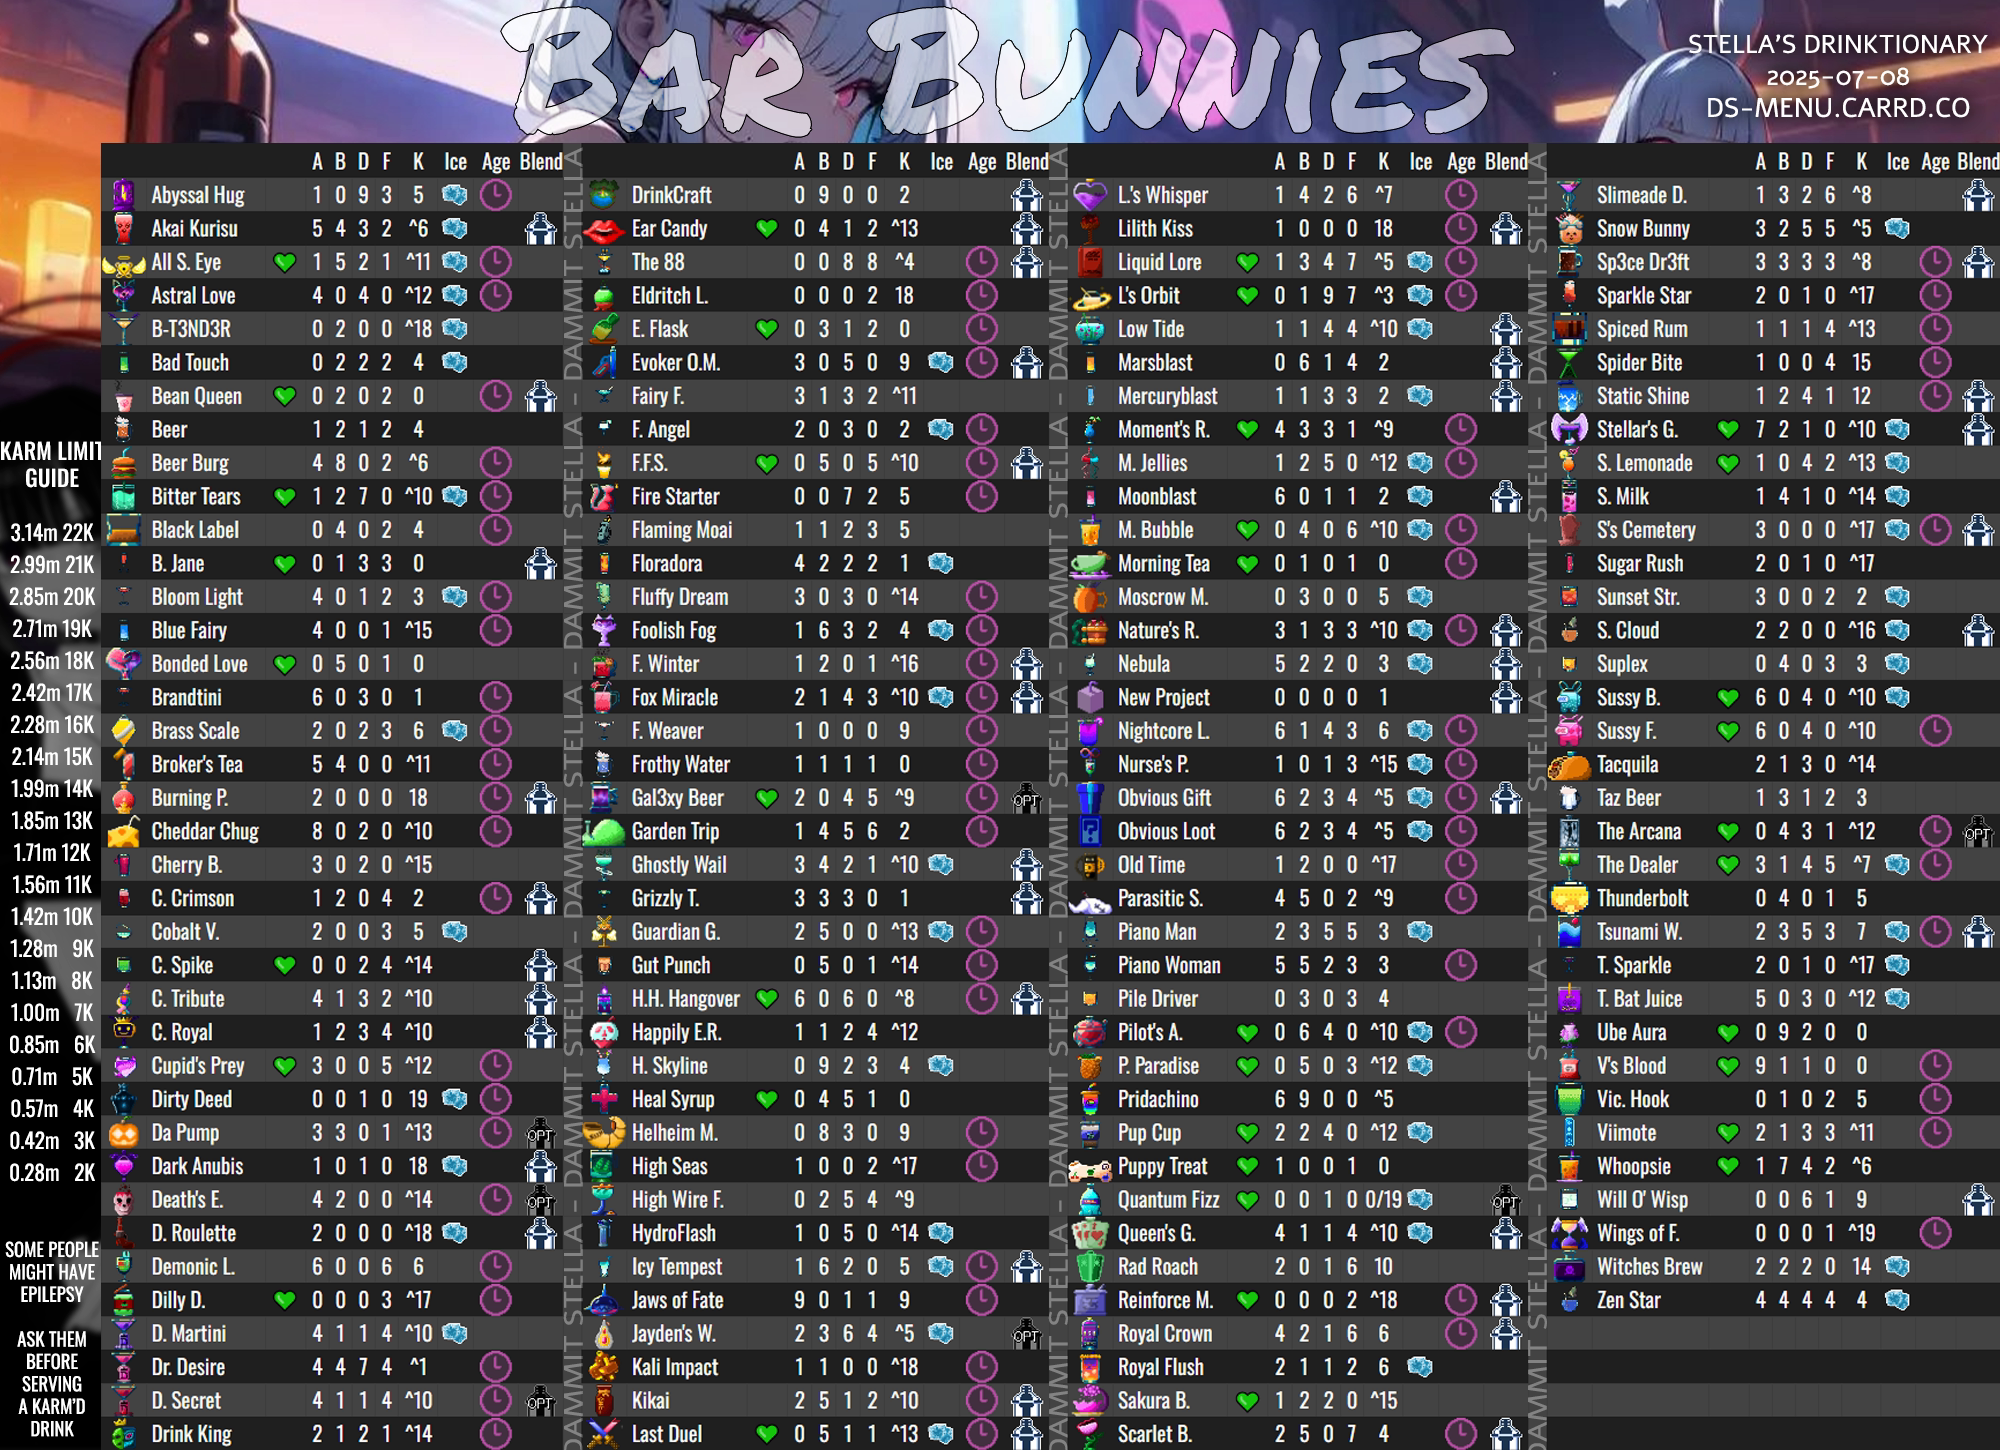 BAR BUNNIES
STELLA'S DRINKTIONARY
2025-07-08
DS-MENU.CARRD.CO
KARM LIMIT
GUIDE
3.14m 22K
2.99m 21K
2.85m 20K
2.71m 19K
2.56m 18K
2.42m 17K
2.28m 16K
2.14m 15K
1.99m 14K
1.85m 13K
1.71m 12K
1.56m 11K
1.42m 10K
1.28m 9K
1.13m 8K
1.00m 7K
0.85m 6K
0.71m 5K
0.57m 4K
0.42m 3K
0.28m 2K
SOME PEOPLE
MIGHT HAVE
EPILEPSY
ASK THEM
BEFORE
SERVING
A KARM'D
DRINK
A B D F K Ice Age Blend
Abyssal Hug 1 0 9 3 5
Akai Kurisu 5 4 3 2 ^6
All S. Eye 1 5 2 1 ^11
Astral Love 4 0 4 0 ^12
B-T3ND3R 0 2 0 0 ^18
Bad Touch 0 2 2 2 4
Bean Queen 0 2 0 2 0
Beer 1 2 1 2 4
Beer Burg 4 8 0 2 ^6
Bitter Tears 1 2 7 0 ^10
Black Label 0 4 0 2 4
B. Jane 0 1 3 3 0
Bloom Light 4 0 1 2 3
Blue Fairy 4 0 0 1 ^15
Bonded Love 0 5 0 1 0
Brandtini 6 0 3 0 1
Brass Scale 2 0 2 3 6
Broker's Tea 5 4 0 0 ^11
Burning P. 2 0 0 0 18
Cheddar Chug 8 0 2 0 ^10
Cherry B. 3 0 2 0 ^15
C. Crimson 1 2 0 4 2
Cobalt V. 2 0 0 3 5
C. Spike 0 0 2 4 ^14
C. Tribute 4 1 3 2 ^10
C. Royal 1 2 3 4 ^10
Cupid's Prey 3 0 0 5 ^12
Dirty Deed 0 0 1 0 19
Da Pump 3 3 0 1 ^13 OPT
Dark Anubis 1 0 1 0 18
Death's E. 4 2 0 0 ^14 OPT
D. Roulette 2 0 0 0 ^18
Demonic L. 6 0 0 6 6
Dilly D. 0 0 0 3 ^17
D. Martini 4 1 1 4 ^10
Dr. Desire 4 4 7 4 ^1
D. Secret 4 1 1 4 ^10 OPT
Drink King 2 1 2 1 ^14
DAMMIT STELLA - DAMMIT STELLA - DAMMIT STELLA - DAMMIT STELLA
A B D F K Ice Age Blend
DrinkCraft 0 9 0 0 2
Ear Candy 0 4 1 2 ^13
The 88 0 0 8 8 ^4
Eldritch L. 0 0 0 2 18
E. Flask 0 3 1 2 0
Evoker O.M. 3 0 5 0 9
Fairy F. 3 1 3 2 ^11
F. Angel 2 0 3 0 2
F.F.S. 0 5 0 5 ^10
Fire Starter 0 0 7 2 5
Flaming Moai 1 1 2 3 5
Floradora 4 2 2 2 1
Fluffy Dream 3 0 3 0 ^14
Foolish Fog 1 6 3 2 4
F. Winter 1 2 0 1 ^16
Fox Miracle 2 1 4 3 ^10
F. Weaver 1 0 0 0 9
Frothy Water 1 1 1 1 0
Gal3xy Beer 2 0 4 5 ^9 OPT
Garden Trip 1 4 5 6 2
Ghostly Wail 3 4 2 1 ^10
Grizzly T. 3 3 3 0 1
Guardian G. 2 5 0 0 ^13
Gut Punch 0 5 0 1 ^14
H.H. Hangover 6 0 6 0 ^8
Happily E.R. 1 1 2 4 ^12
H. Skyline 0 9 2 3 4
Heal Syrup 0 4 5 1 0
Helheim M. 0 8 3 0 9
High Seas 1 0 0 2 ^17
High Wire F. 0 2 5 4 ^9
HydroFlash 1 0 5 0 ^14
Icy Tempest 1 6 2 0 5
Jaws of Fate 9 0 1 1 9
Jayden's W. 2 3 6 4 ^5 OPT
Kali Impact 1 1 0 0 ^18
Kikai 2 5 1 2 ^10
Last Duel 0 5 1 1 ^13
DAMMIT STELLA - DAMMIT STELLA - DAMMIT STELLA - DAMMIT STELLA
A B D F K Ice Age Blend
L.'s Whisper 1 4 2 6 ^7
Lilith Kiss 1 0 0 0 18
Liquid Lore 1 3 4 7 ^5
L's Orbit 0 1 9 7 ^3
Low Tide 1 1 4 4 ^10
Marsblast 0 6 1 4 2
Mercuryblast 1 1 3 3 2
Moment's R. 4 3 3 1 ^9
M. Jellies 1 2 5 0 ^12
Moonblast 6 0 1 1 2
M. Bubble 0 4 0 6 ^10
Morning Tea 0 1 0 1 0
Moscrow M. 0 3 0 0 5
Nature's R. 3 1 3 3 ^10
Nebula 5 2 2 0 3
New Project 0 0 0 0 1
Nightcore L. 6 1 4 3 6
Nurse's P. 1 0 1 3 ^15
Obvious Gift 6 2 3 4 ^5
Obvious Loot 6 2 3 4 ^5
Old Time 1 2 0 0 ^17
Parasitic S. 4 5 0 2 ^9
Piano Man 2 3 5 5 3
Piano Woman 5 5 2 3 3
Pile Driver 0 3 0 3 4
Pilot's A. 0 6 4 0 ^10
P. Paradise 0 5 0 3 ^12
Pridachino 6 9 0 0 ^5
Pup Cup 2 2 4 0 ^12
Puppy Treat 1 0 0 1 0
Quantum Fizz 0 0 1 0 0/19 OPT
Queen's G. 4 1 1 4 ^10
Rad Roach 2 0 1 6 10
Reinforce M. 0 0 0 2 ^18
Royal Crown 4 2 1 6 6
Royal Flush 2 1 1 2 6
Sakura B. 1 2 2 0 ^15
Scarlet B. 2 5 0 7 4
DAMMIT STELLA - DAMMIT STELLA - DAMMIT STELLA - DAMMIT STELLA
A B D F K Ice Age Blend
Slimeade D. 1 3 2 6 ^8
Snow Bunny 3 2 5 5 ^5
Sp3ce Dr3ft 3 3 3 3 ^8
Sparkle Star 2 0 1 0 ^17
Spiced Rum 1 1 1 4 ^13
Spider Bite 1 0 0 4 15
Static Shine 1 2 4 1 12
Stellar's G. 7 2 1 0 ^10
S. Lemonade 1 0 4 2 ^13
S. Milk 1 4 1 0 ^14
S's Cemetery 3 0 0 0 ^17
Sugar Rush 2 0 1 0 ^17
Sunset Str. 3 0 0 2 2
S. Cloud 2 2 0 0 ^16
Suplex 0 4 0 3 3
Sussy B. 6 0 4 0 ^10
Sussy F. 6 0 4 0 ^10
Tacquila 2 1 3 0 ^14
Taz Beer 1 3 1 2 3
The Arcana 0 4 3 1 ^12 OPT
The Dealer 3 1 4 5 ^7
Thunderbolt 0 4 0 1 5
Tsunami W. 2 3 5 3 7
T. Sparkle 2 0 1 0 ^17
T. Bat Juice 5 0 3 0 ^12
Ube Aura 0 9 2 0 0
V's Blood 9 1 1 0 0
Vic. Hook 0 1 0 2 5
Viimote 2 1 3 3 ^11
Whoopsie 1 7 4 2 ^6
Will O' Wisp 0 0 6 1 9
Wings of F. 0 0 0 1 ^19
Witches Brew 2 2 2 0 14
Zen Star 4 4 4 4 4